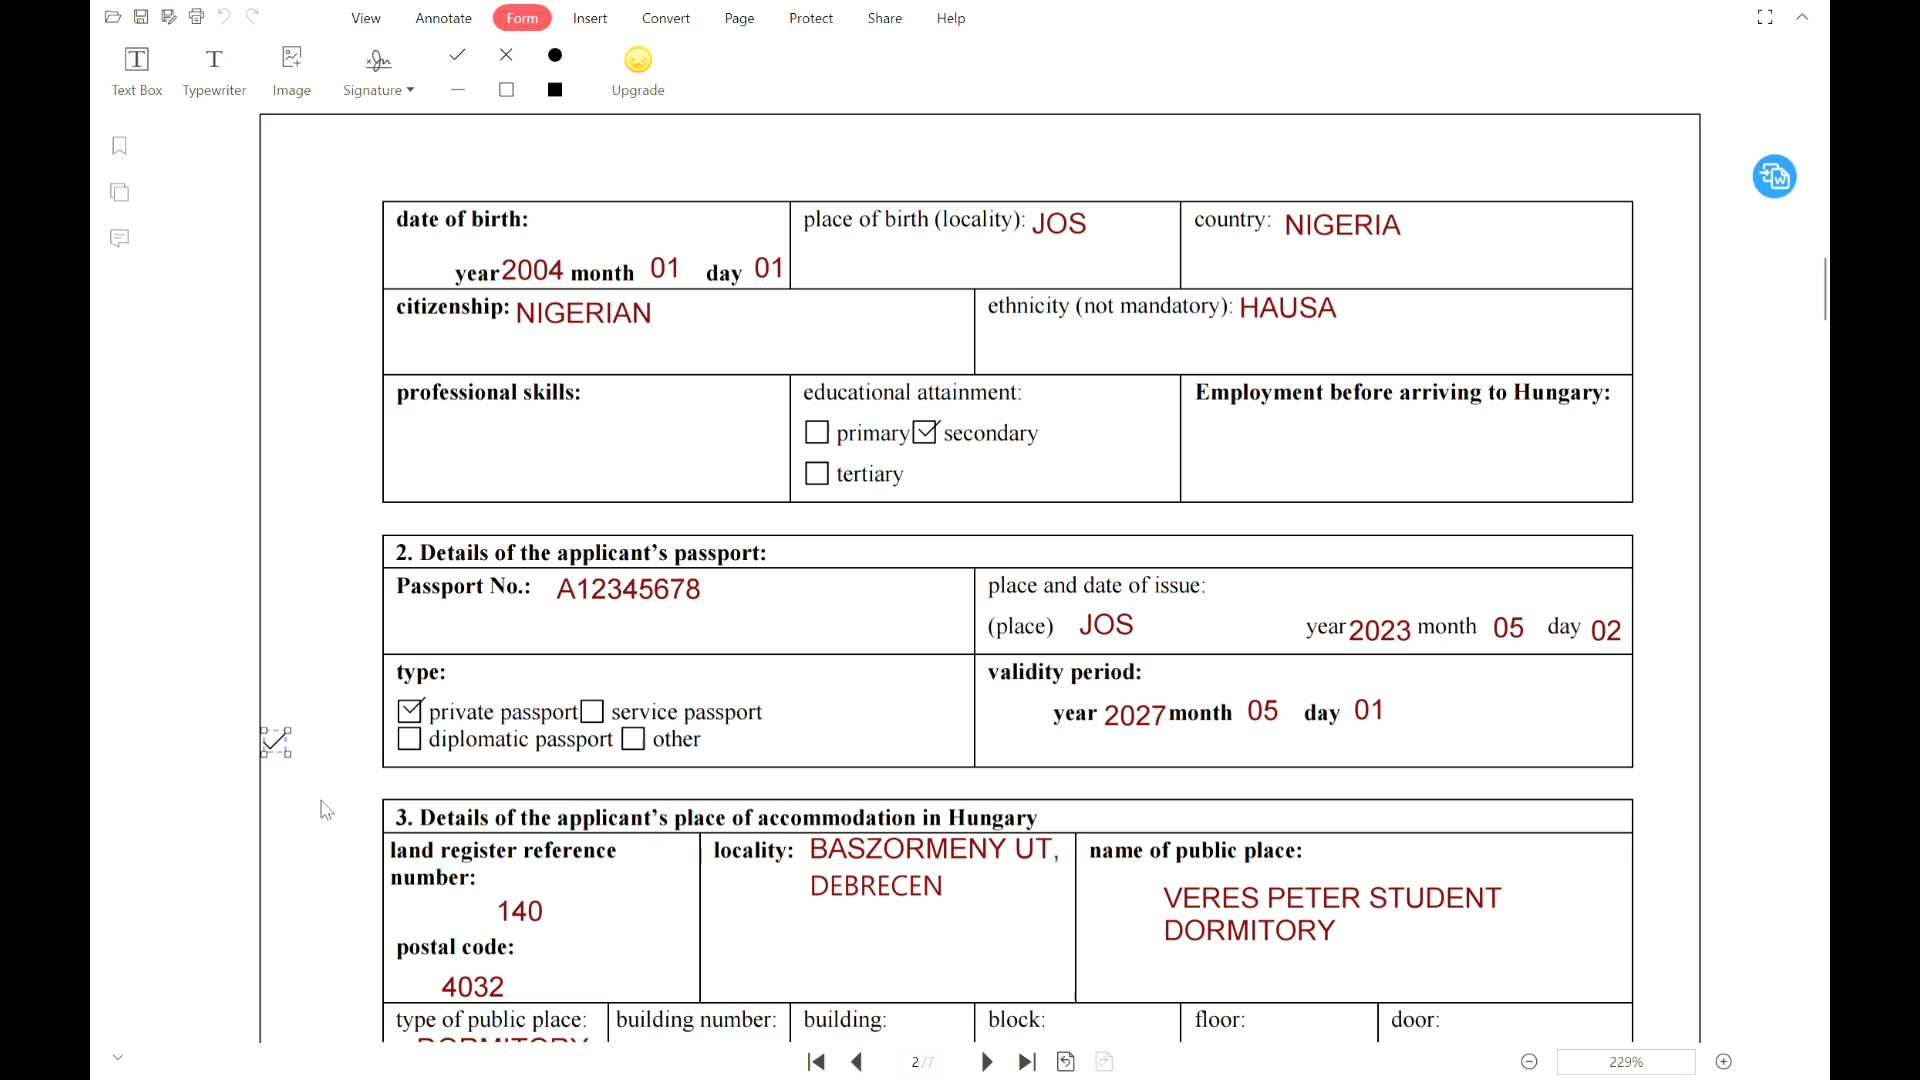 View Annotate Form Insert Convert Page Protect Share Help
Text Box Typewriter Image Signature Upgrade
date of birth: place of birth (locality): JOS country: NIGERIA
year 2004 month 01 day 01
citizenship: NIGERIAN ethnicity (not mandatory): HAUSA
professional skills: educational attainment: Employment before arriving to Hungary:
primary secondary
tertiary
2. Details of the applicant's passport:
Passport No.: A12345678 place and date of issue:
(place) JOS year 2023 month 05 day 02
type: validity period:
private passport service passport year 2027 month 05 day 01
diplomatic passport other
3. Details of the applicant's place of accommodation in Hungary
land register reference locality: BASZORMENY UT, name of public place:
number: DEBRECEN VERES PETER STUDENT
140 DORMITORY
postal code:
4032
type of public place: building number: building: block: floor: door:
DORMITORY
2/7 229%